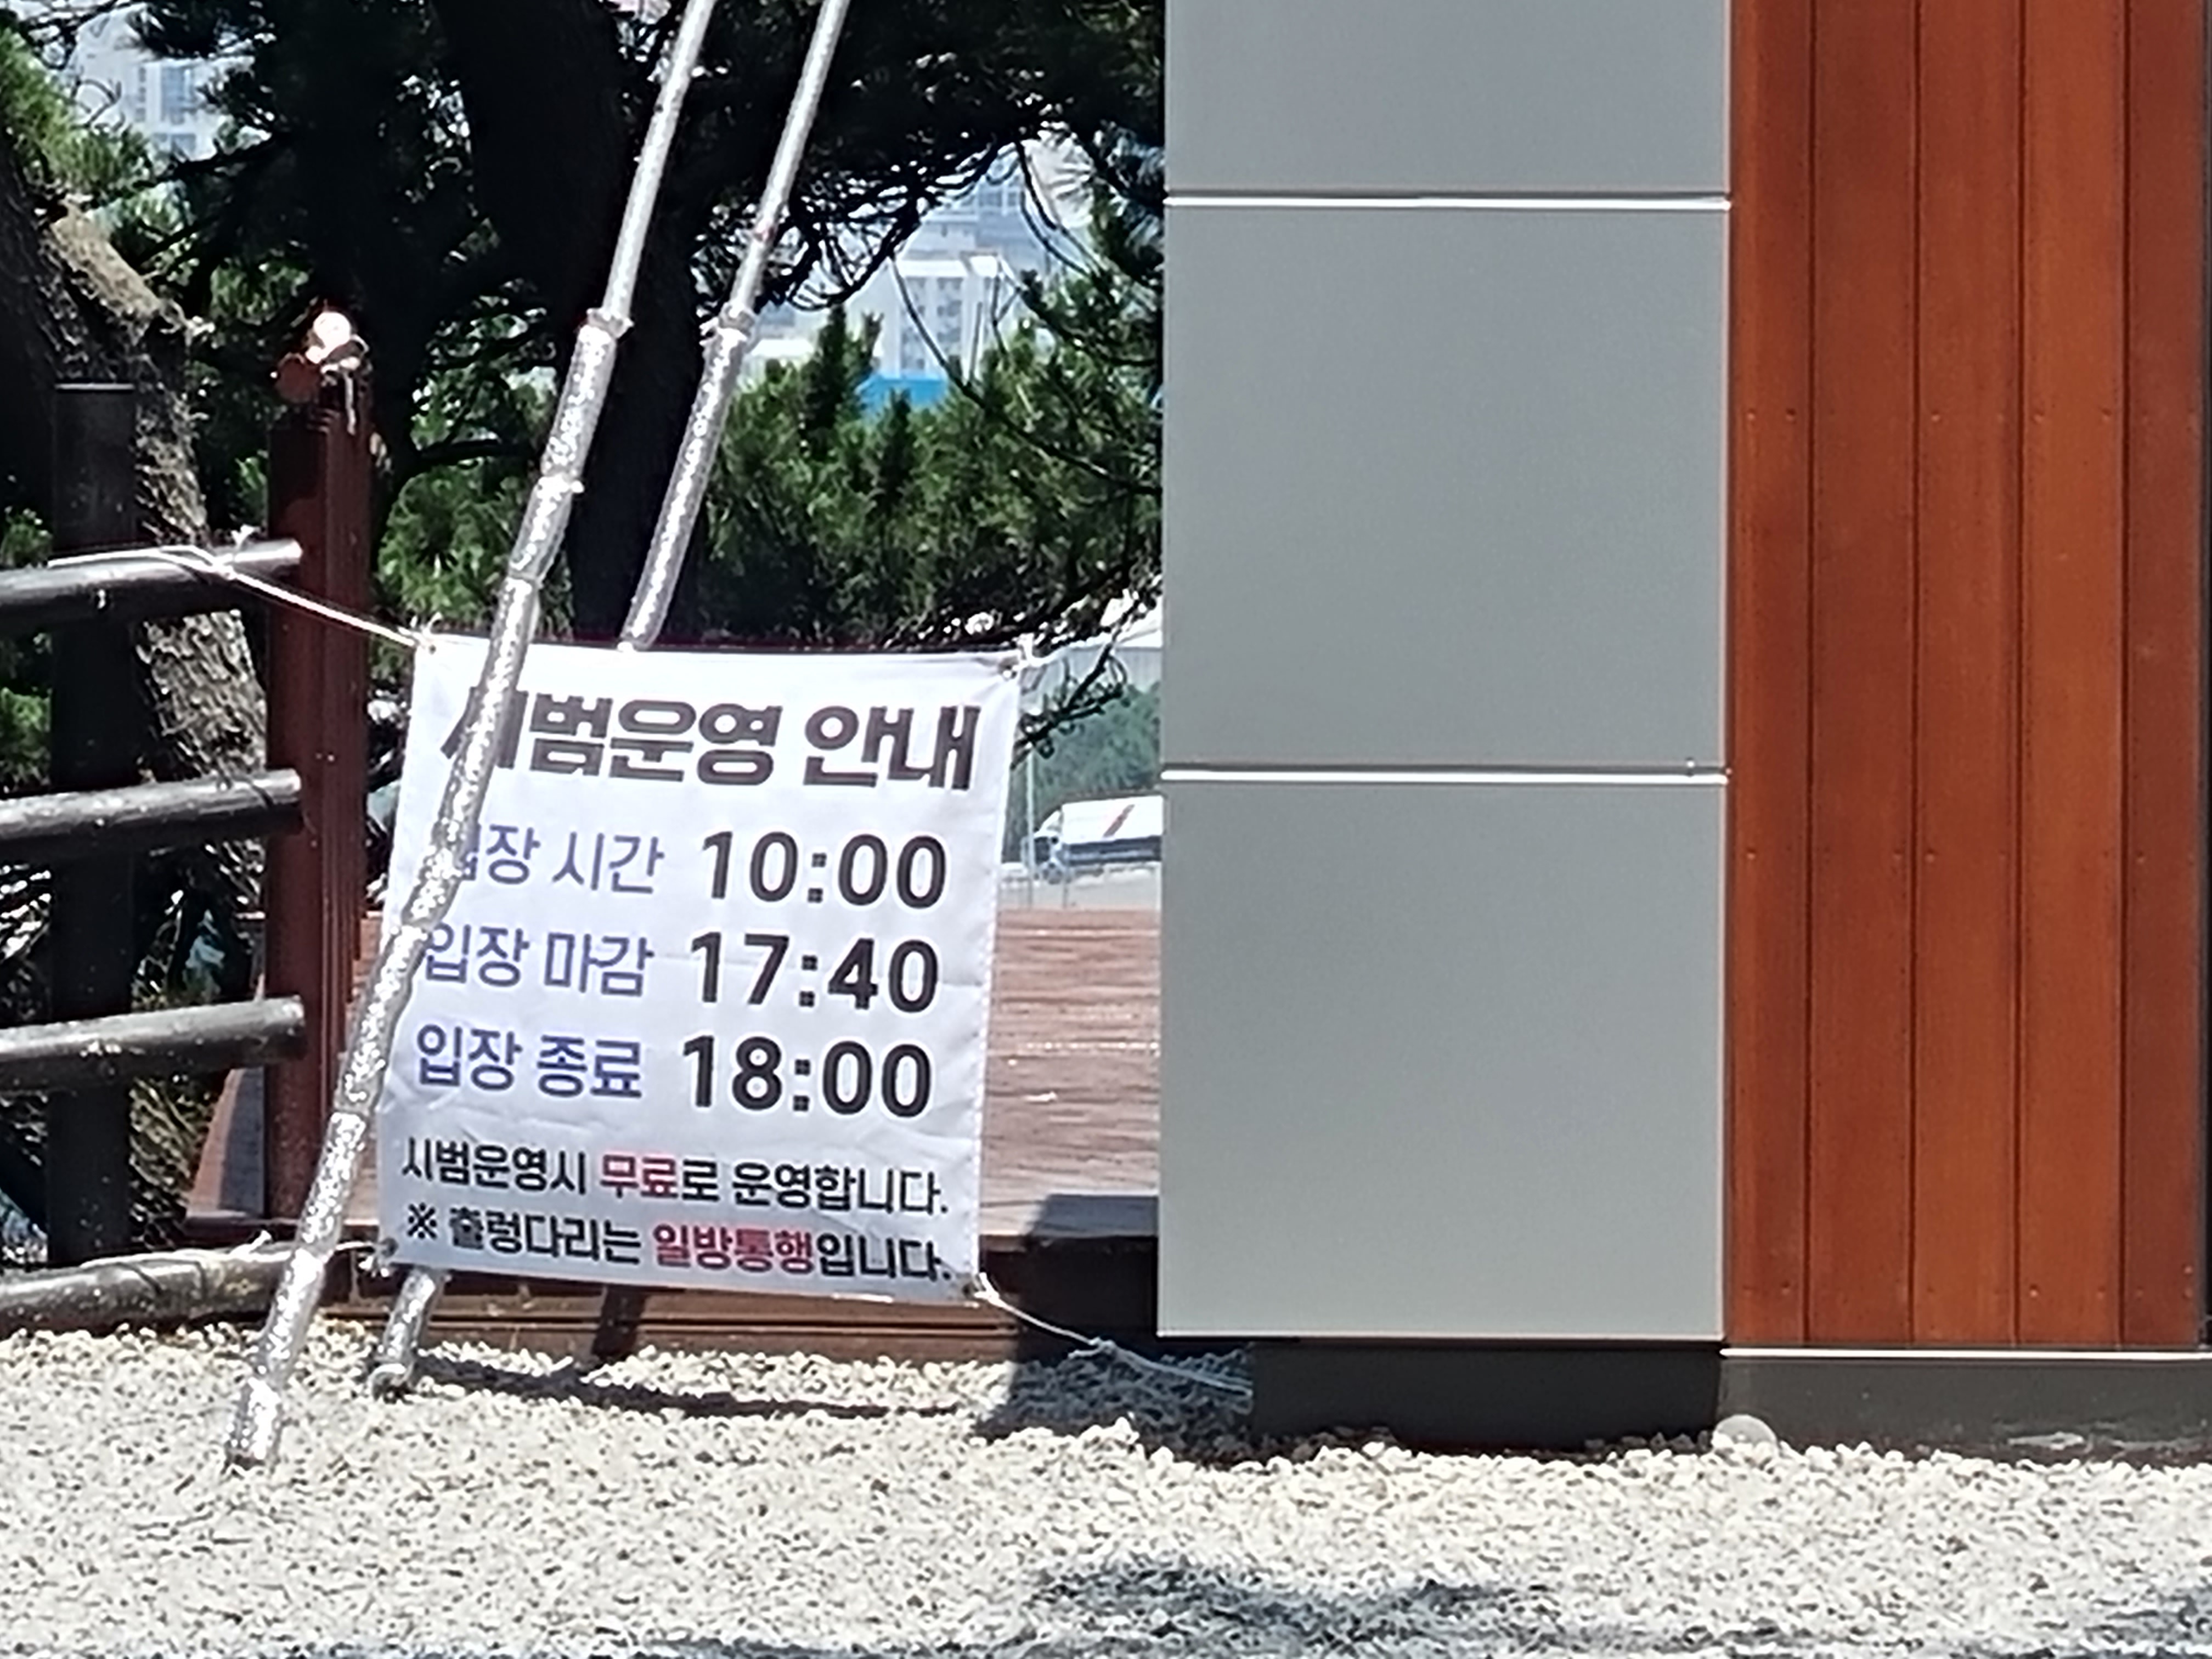 시범운영 안내
입장 시간 10:00
입장 마감 17:40
입장 종료 18:00
시범운영시 무료로 운영합니다.
※ 출렁다리는 일방통행입니다.